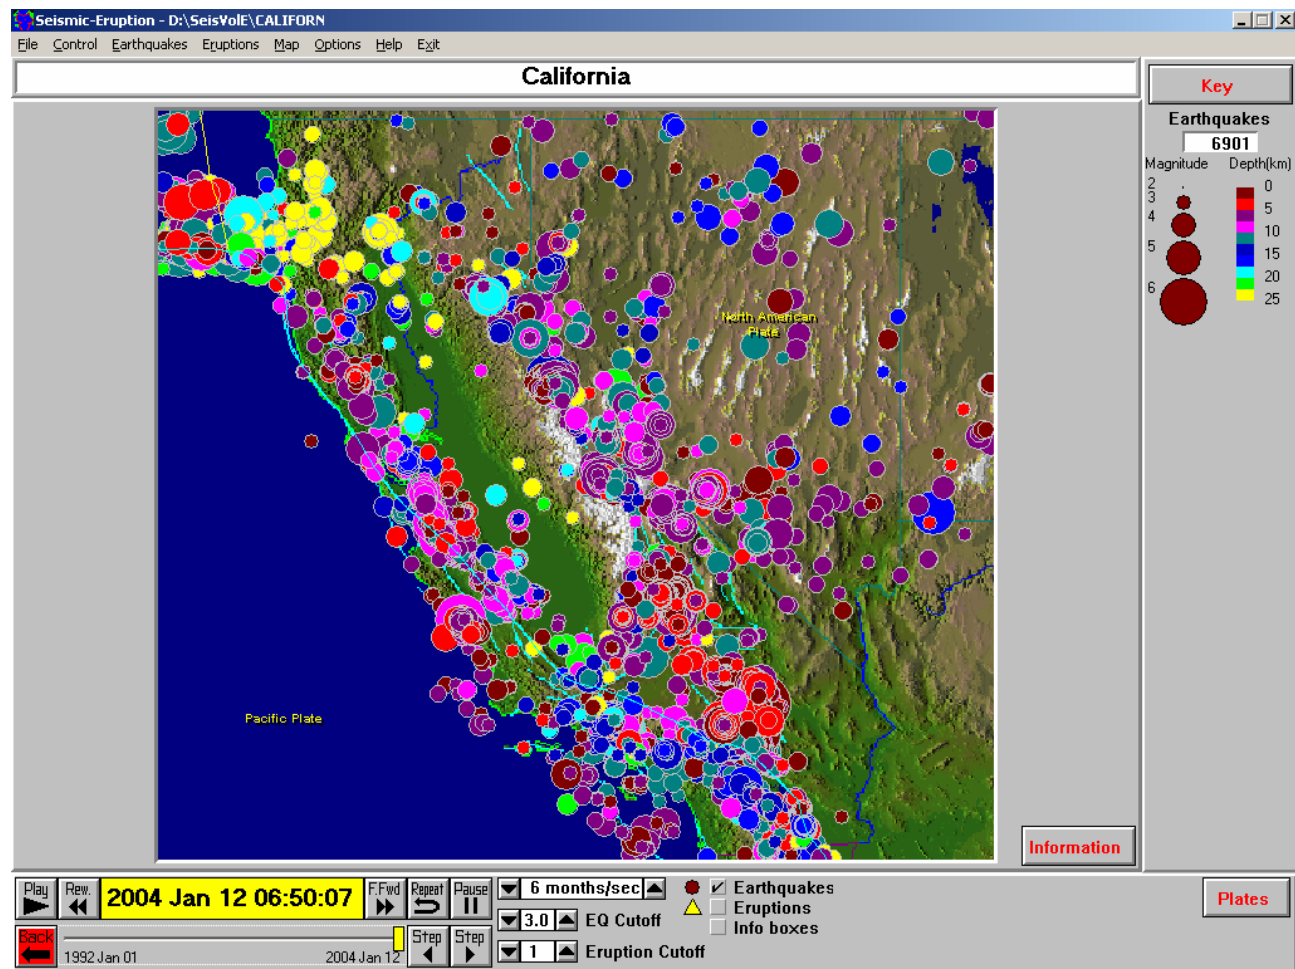 Seismic-Eruption - D:\SeisVolE\CALIFORN
File Control Earthquakes Eruptions Map Options Help Exit
California
Key
Earthquakes
6901
Magnitude Depth(km)
2 0
3 5
4 10
5 15
6 20
25
North American
Plate
Pacific Plate
Information
Play Rew. 2004 Jan 12 06:50:07 F.Fwd Repeat Pause 6 months/sec Earthquakes
3.0 EQ Cutoff Eruptions
Info boxes
Plates
Back 1992 Jan 01 2004 Jan 12 Step Step 1 Eruption Cutoff